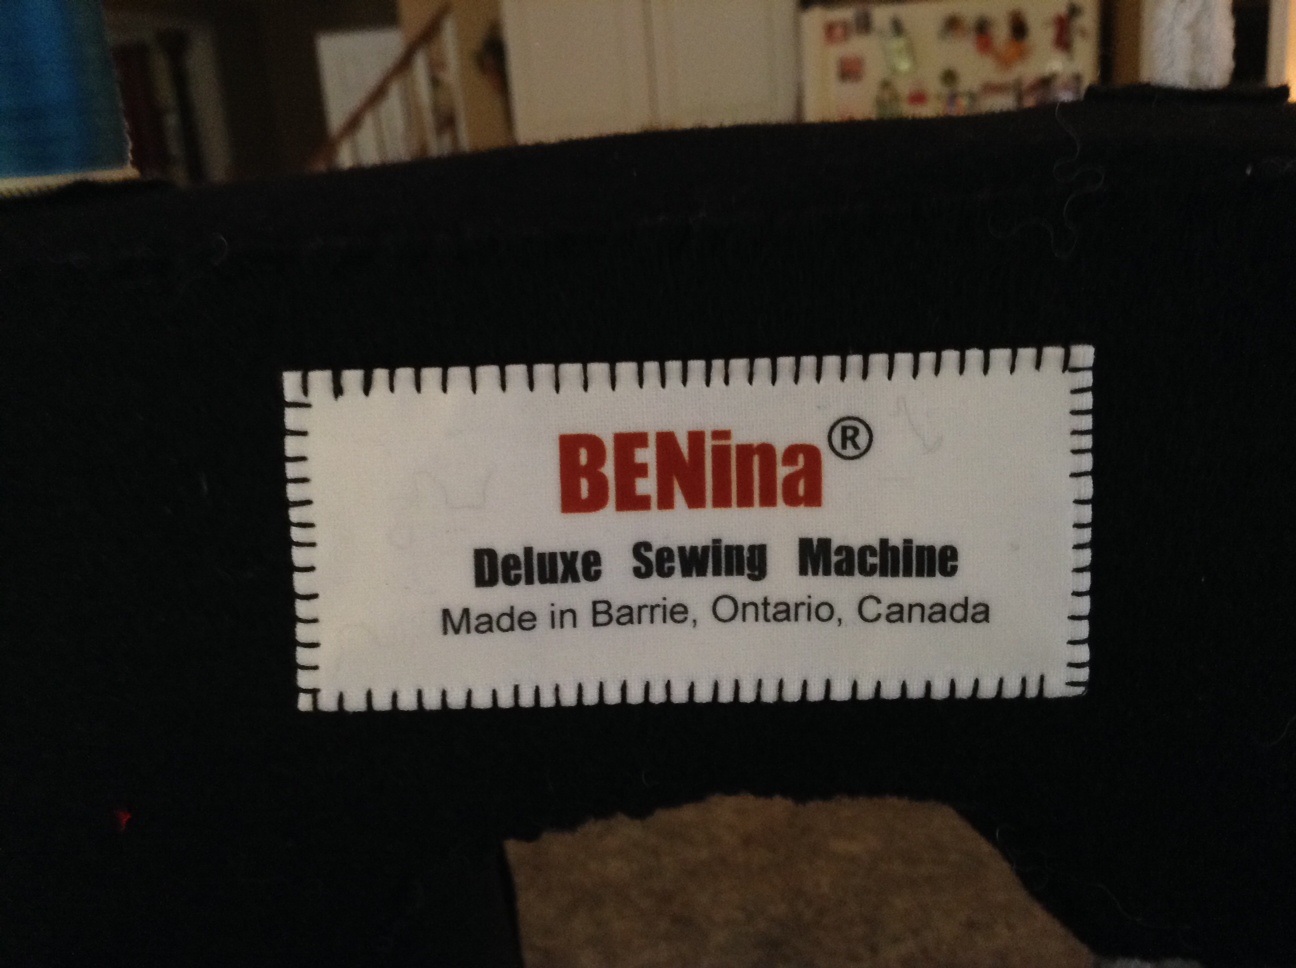 BENina®
Deluxe Sewing Machine
Made in Barrie, Ontario, Canada